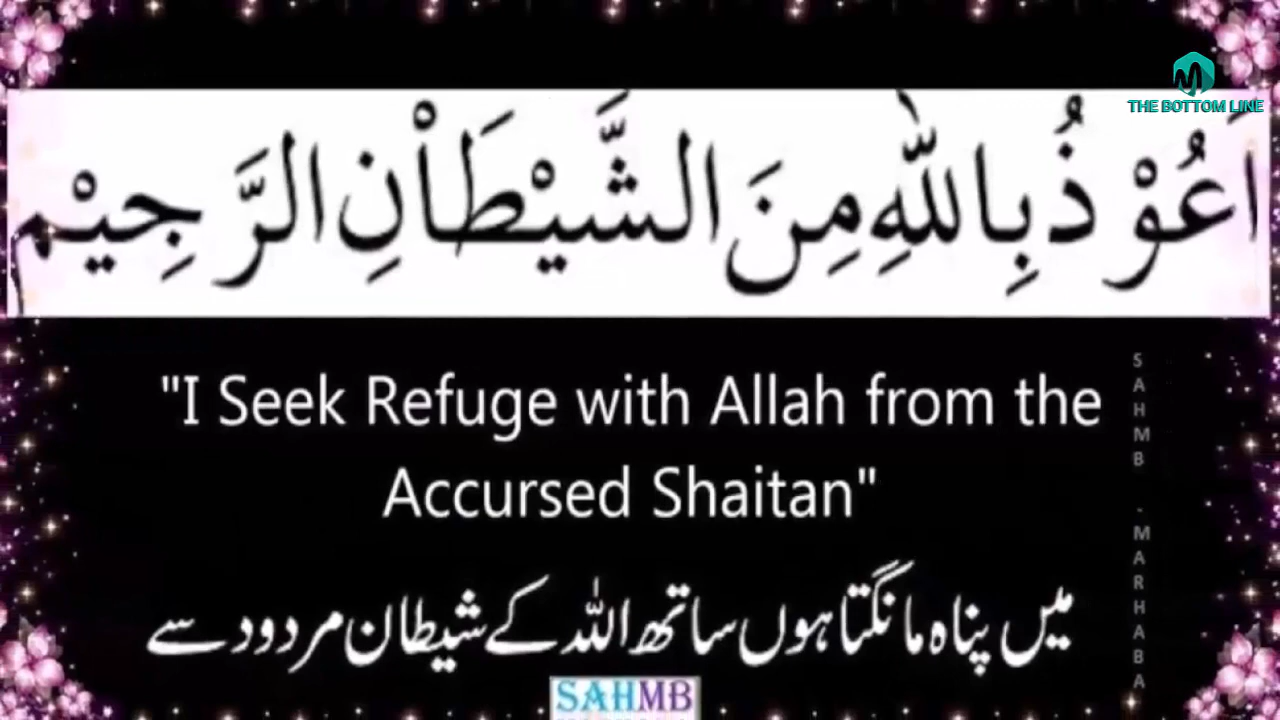 THE BOTTOM LINE
اَعُوْذُ بِاللّٰهِ مِنَ الشَّيْطَاْنِ الرَّجِيْم
"I Seek Refuge with Allah from the
Accursed Shaitan"
میں پناہ مانگتا ہوں ساتھ اللہ کے شیطان مردود سے
SAHMB - MARHABA
SAHMB